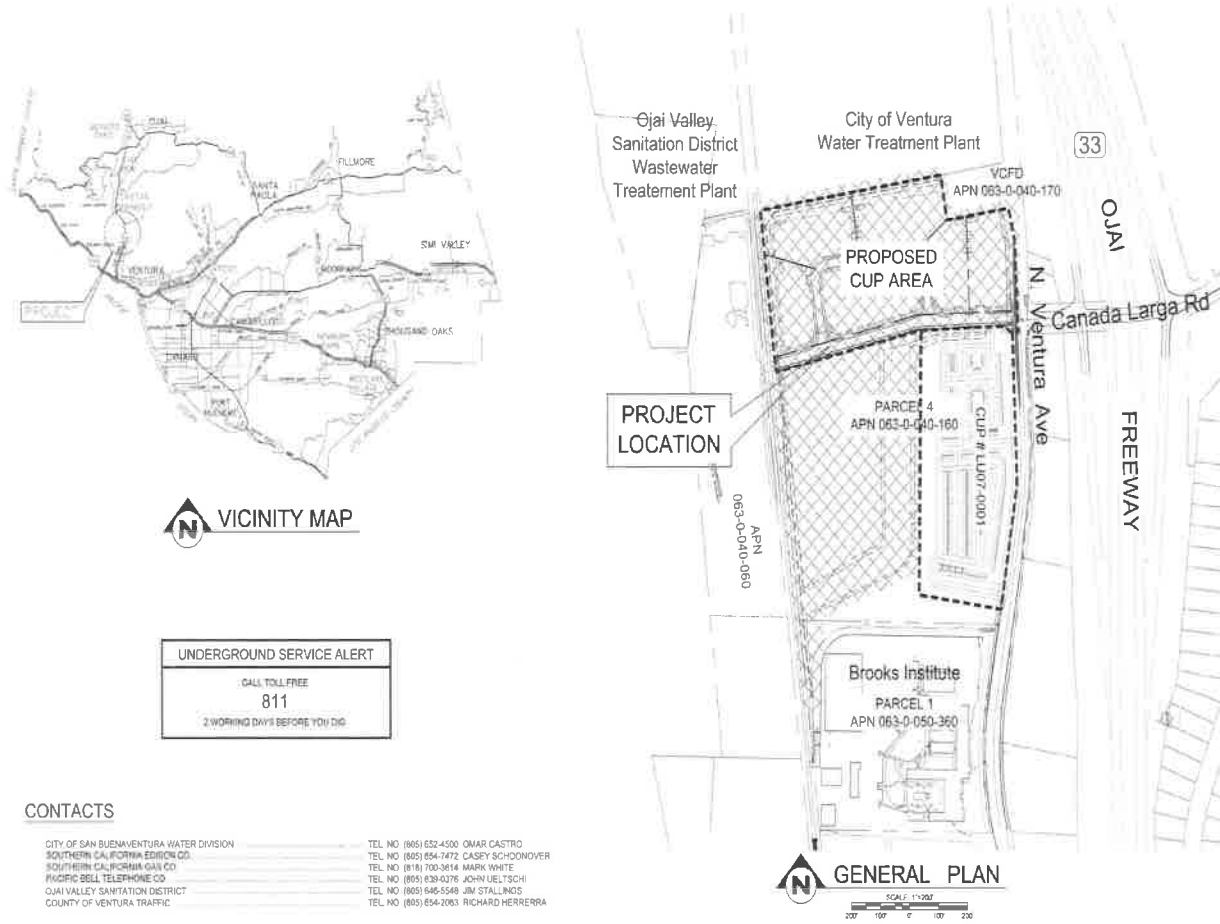 OJAI
FILLMORE
SANTA
PAULA
SIMI VALLEY
VENTURA
MOORPARK
PROJECT
CAMARILLO
THOUSAND OAKS
OXNARD
PORT
HUENEME
N VICINITY MAP
UNDERGROUND SERVICE ALERT
CALL TOLL FREE
811
2 WORKING DAYS BEFORE YOU DIG
CONTACTS
CITY OF SAN BUENAVENTURA WATER DIVISION TEL NO (805) 652-4500 OMAR CASTRO
SOUTHERN CALIFORNIA EDISON CO. TEL NO (805) 654-7472 CASEY SCHOONOVER
SOUTHERN CALIFORNIA GAS CO TEL NO (818) 700-3614 MARK WHITE
PACIFIC BELL TELEPHONE CO TEL NO (805) 639-0376 JOHN UELTSCHI
OJAI VALLEY SANITATION DISTRICT TEL NO (805) 646-5548 JIM STALLINGS
COUNTY OF VENTURA TRAFFIC TEL NO (805) 654-2063 RICHARD HERRERRA
Ojai Valley
Sanitation District
Wastewater
Treatement Plant
City of Ventura
Water Treatment Plant
33
VCFD
APN 063-0-040-170
OJAI
FREEWAY
PROPOSED
CUP AREA
N Ventura Ave
Canada Larga Rd
PROJECT
LOCATION
PARCEL 4
APN 063-0-040-160
CUP # LU07-0001 -
APN
063-0-040-060
Brooks Institute
PARCEL 1
APN 063-0-050-360
N GENERAL PLAN
SCALE: 1"=200'
200' 100' 0' 100' 200